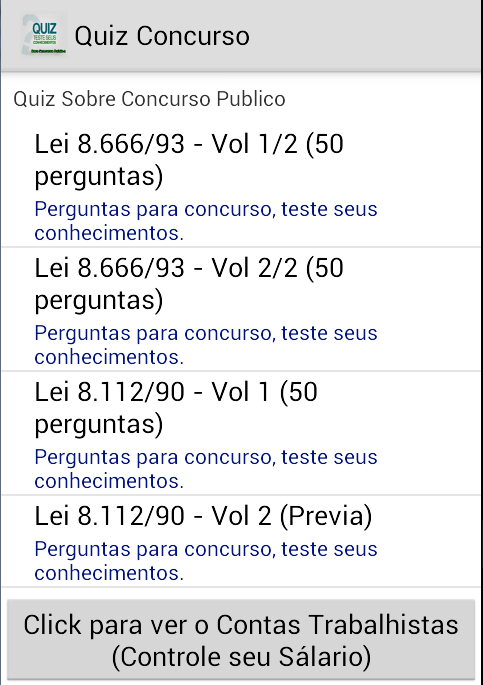 QUIZ
TESTE SEUS
CONHECIMENTOS
Quiz Concurso
Quiz Sobre Concurso Publico
Lei 8.666/93 - Vol 1/2 (50
perguntas)
Perguntas para concurso, teste seus
conhecimentos.
Lei 8.666/93 - Vol 2/2 (50
perguntas)
Perguntas para concurso, teste seus
conhecimentos.
Lei 8.112/90 - Vol 1 (50
perguntas)
Perguntas para concurso, teste seus
conhecimentos.
Lei 8.112/90 - Vol 2 (Previa)
Perguntas para concurso, teste seus
conhecimentos.
Click para ver o Contas Trabalhistas
(Controle seu Sálario)